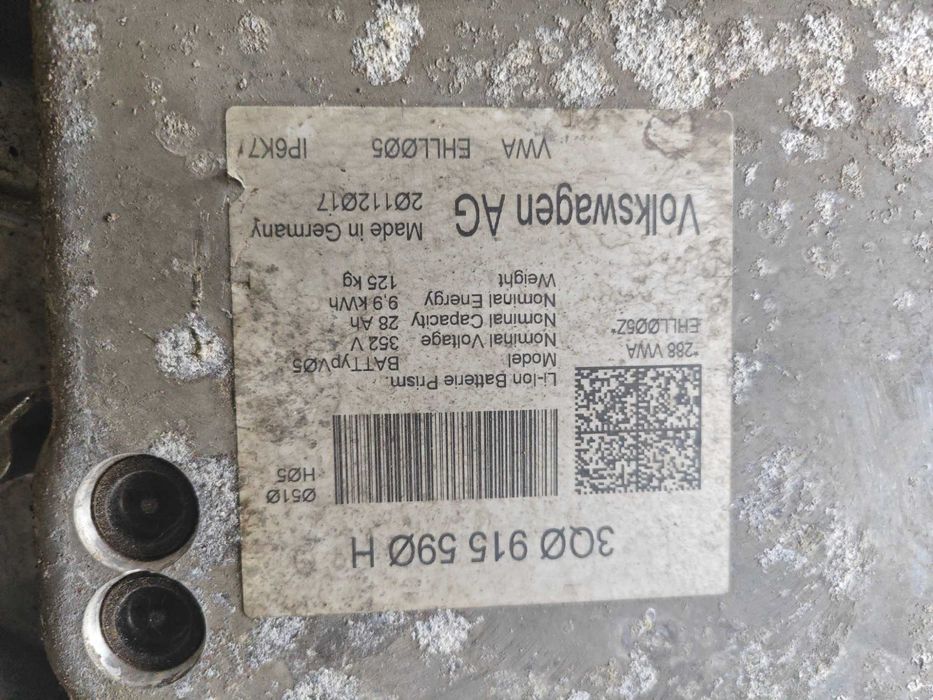 3QØ 915 59Ø H
Ø51Ø
HØ5
Li-Ion Batterie Prism.
Model BATTypVØ5
Nominal Voltage 352 V
Nominal Capacity 28 Ah
Nominal Energy 9,9 kWh
Weight 125 kg
*288 VWA
EHLLØØ5Z*
Volkswagen AG
Made in Germany
2Ø112Ø17
VWA EHLLØØ5 IP6K7